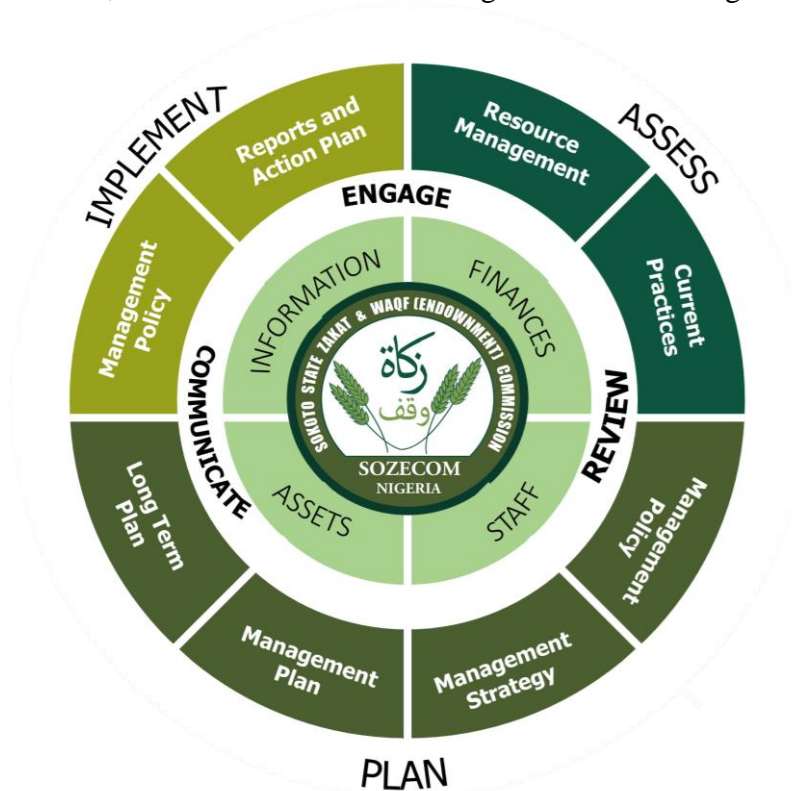 IMPLEMENT
ASSESS
PLAN
Reports and
Action Plan
Resource
Management
Current
Practices
Management
Policy
Management
Strategy
Management
Plan
Long Term
Plan
Management
Policy
ENGAGE
REVIEW
COMMUNICATE
INFORMATION
FINANCES
STAFF
ASSETS
SOKOTO STATE ZAKAT & WAQF (ENDOWNMENT) COMMISSION
زكاة
وقف
SOZECOM
NIGERIA